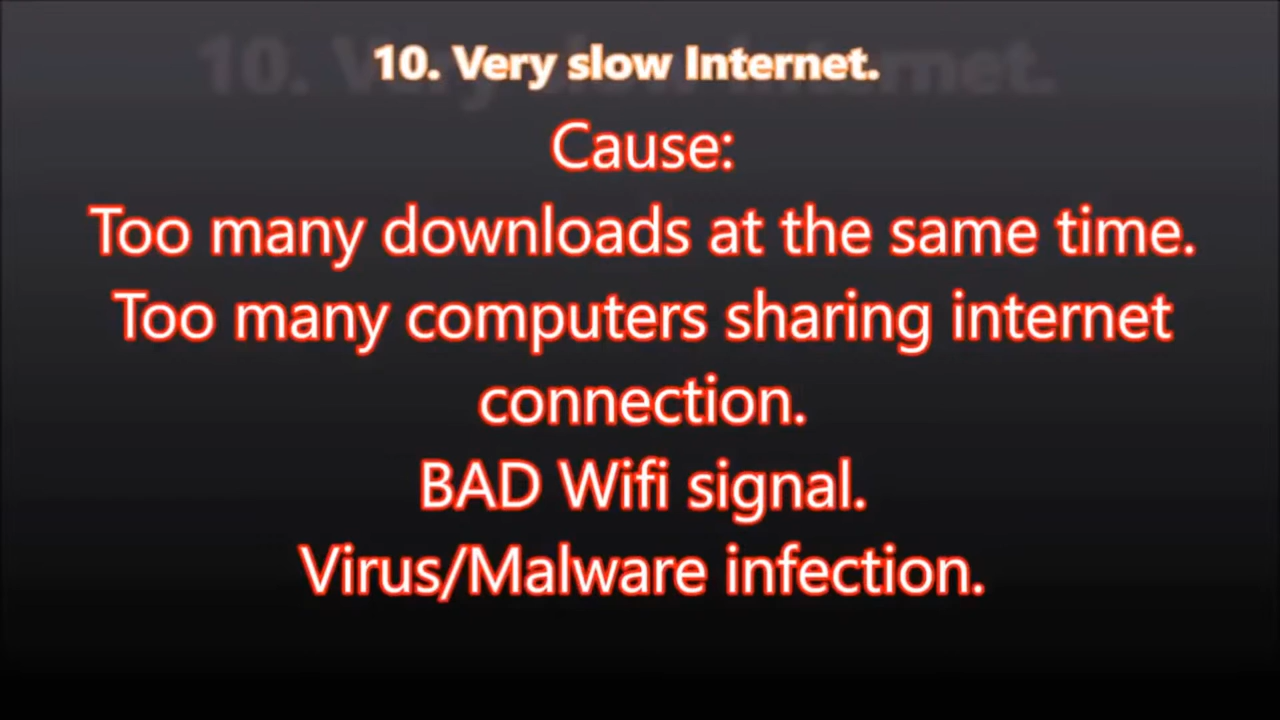 10. Very slow Internet.
Cause:
Too many downloads at the same time.
Too many computers sharing internet
connection.
BAD Wifi signal.
Virus/Malware infection.